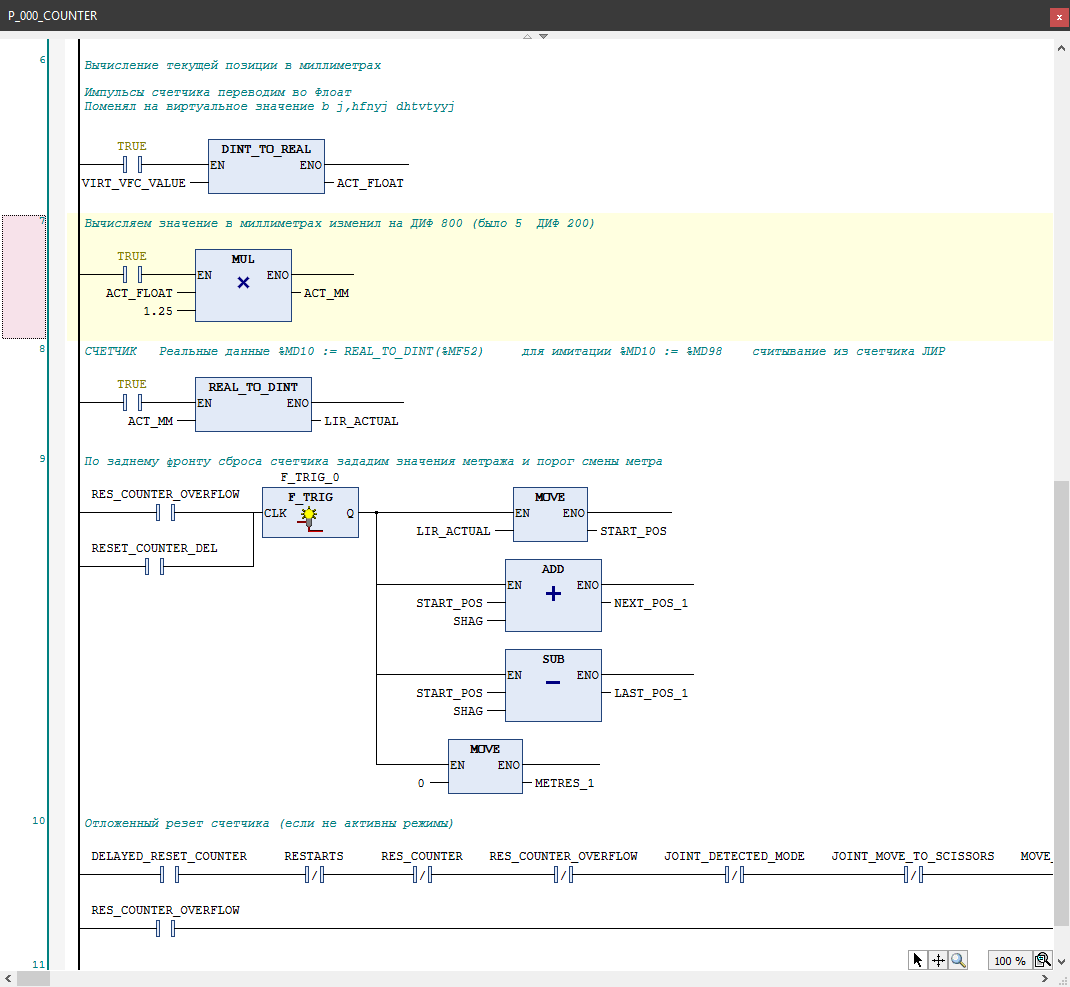 P_000_COUNTER
x
6
Вычисление текущей позиции в миллиметрах
Импульсы счетчика переводим во Флоат
Поменял на виртуальное значение b j,hfnyj dhtvtyyj
TRUE
DINT_TO_REAL
EN ENO
VIRT_VFC_VALUE ACT_FLOAT
7
Вычисляем значение в миллиметрах изменил на ДИФ 800 (было 5 ДИФ 200)
TRUE
MUL
EN ENO
ACT_FLOAT ACT_MM
1.25
8
СЧЕТЧИК Реальные данные %MD10 := REAL_TO_DINT(%MF52) для имитации %MD10 := %MD98 считывание из счетчика ЛИР
TRUE
REAL_TO_DINT
EN ENO
ACT_MM LIR_ACTUAL
9
По заднему фронту сброса счетчика зададим значения метража и порог смены метра
F_TRIG_0
RES_COUNTER_OVERFLOW F_TRIG MOVE
CLK Q EN ENO
LIR_ACTUAL START_POS
RESET_COUNTER_DEL
ADD
EN ENO
START_POS NEXT_POS_1
SHAG
SUB
EN ENO
START_POS LAST_POS_1
SHAG
MOVE
EN ENO
0 METRES_1
10
Отложенный резет счетчика (если не активны режимы)
DELAYED_RESET_COUNTER RESTARTS RES_COUNTER RES_COUNTER_OVERFLOW JOINT_DETECTED_MODE JOINT_MOVE_TO_SCISSORS MOVE_
RES_COUNTER_OVERFLOW
11
100 %